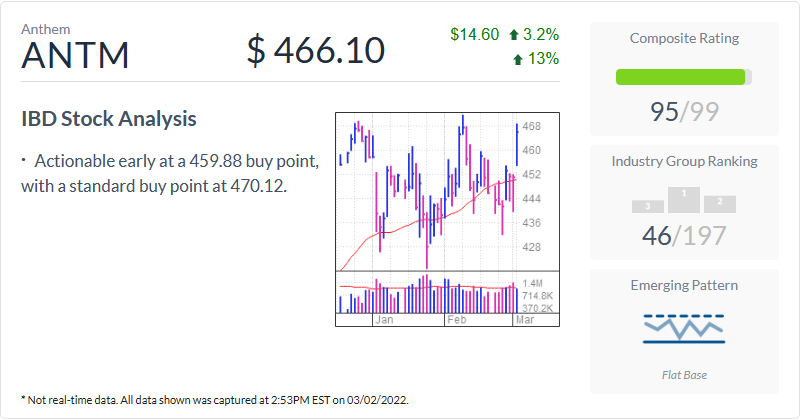 Anthem
ANTM
$ 466.10
$14.60 3.2%
13%
IBD Stock Analysis
· Actionable early at a 459.88 buy point,
with a standard buy point at 470.12.
468
460
452
444
436
428
1.4M
714.8K
370.2K
Jan Feb Mar
Composite Rating
95/99
Industry Group Ranking
3 1 2
46/197
Emerging Pattern
Flat Base
* Not real-time data. All data shown was captured at 2:53PM EST on 03/02/2022.